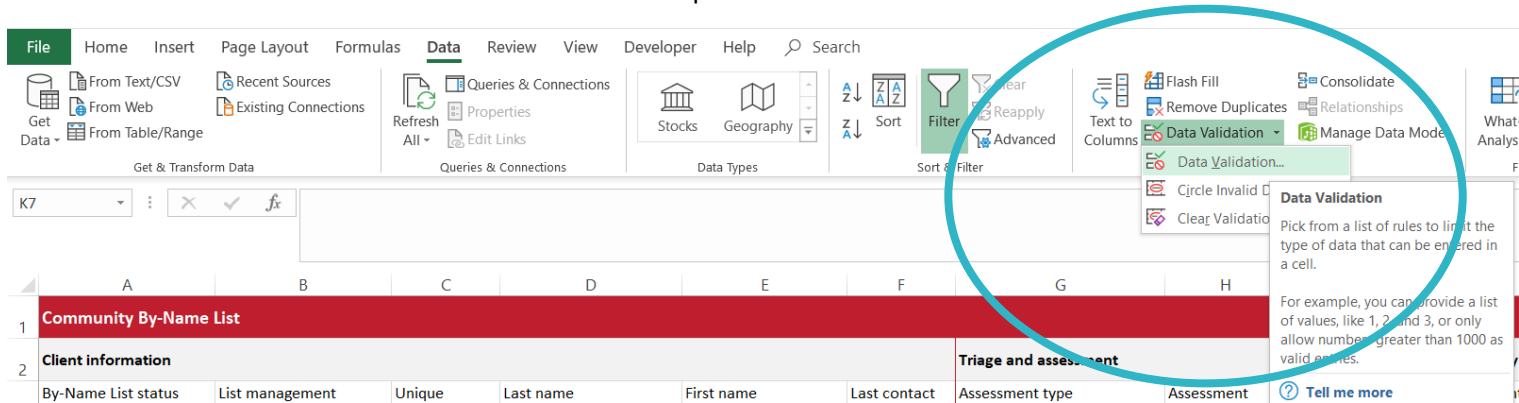 File Home Insert Page Layout Formulas Data Review View Developer Help Search
From Text/CSV
From Web
From Table/Range
Get
Data
Recent Sources
Existing Connections
Get & Transform Data
Refresh
All
Queries & Connections
Properties
Edit Links
Queries & Connections
Stocks
Geography
Data Types
A
Z
Z
A
Z A
A Z
Sort
Filter
Clear
Reapply
Advanced
Sort & Filter
Text to
Columns
Flash Fill
Remove Duplicates
Data Validation
Consolidate
Relationships
Manage Data Mode
What-
Analys
Data Validation...
Circle Invalid D
Clear Validatio
Data Validation
Pick from a list of rules to limit the
type of data that can be entered in
a cell.
For example, you can provide a list
of values, like 1, 2, and 3, or only
allow numbers greater than 1000 as
valid entries.
Tell me more
K7
fx
A B C D E F G H
1 Community By-Name List
2 Client information Triage and assessment
By-Name List status List management Unique Last name First name Last contact Assessment type Assessment